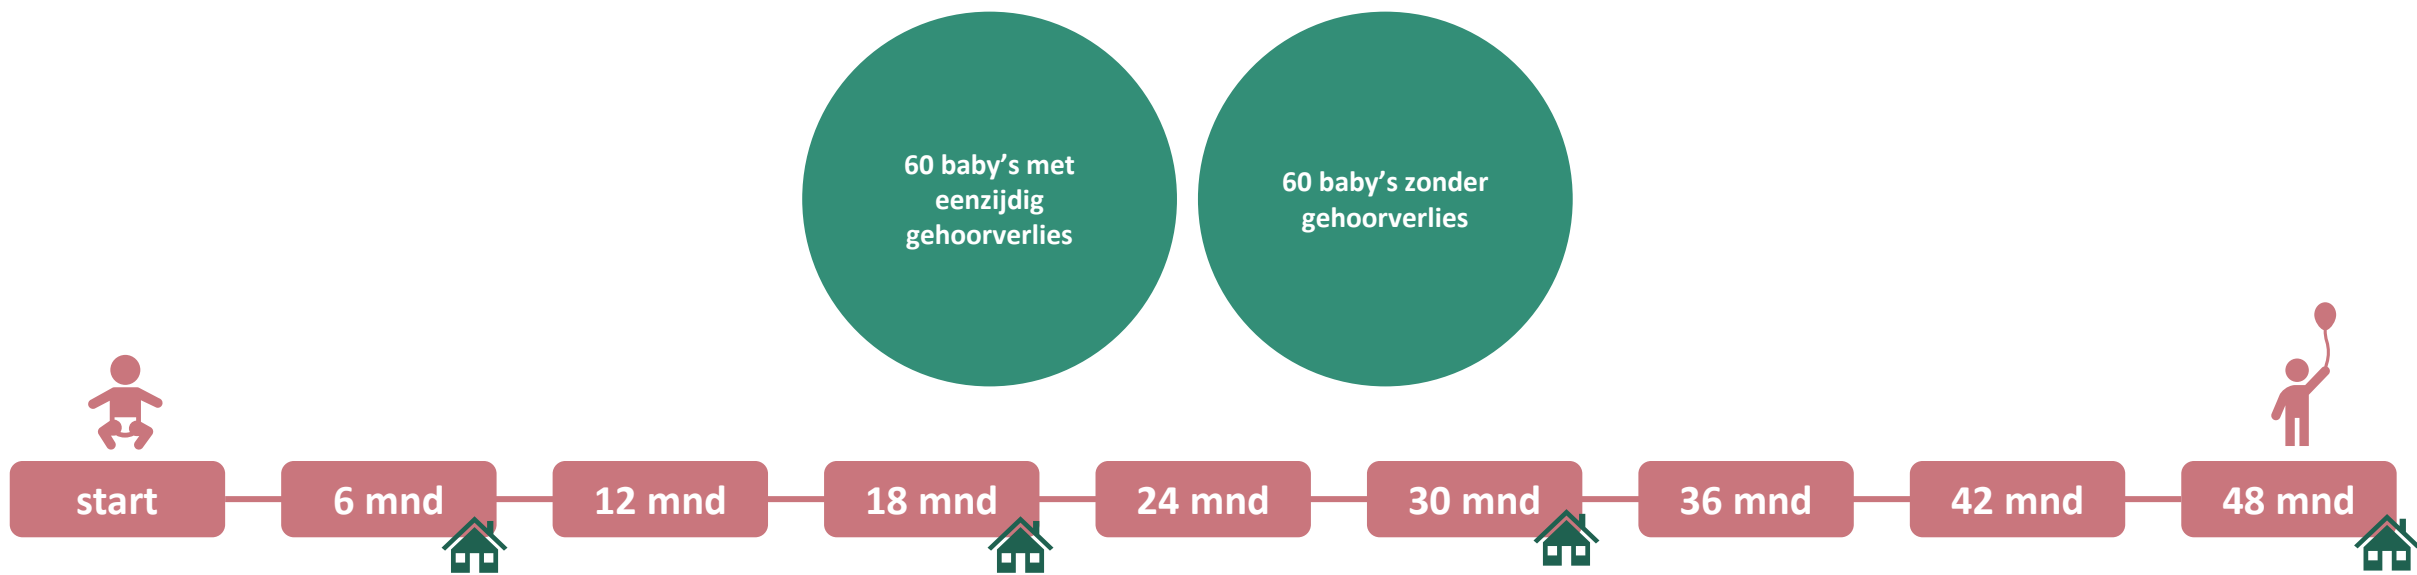 60 baby’s met
eenzijdig
gehoorverlies
60 baby’s zonder
gehoorverlies
start
6 mnd
12 mnd
18 mnd
24 mnd
30 mnd
36 mnd
42 mnd
48 mnd